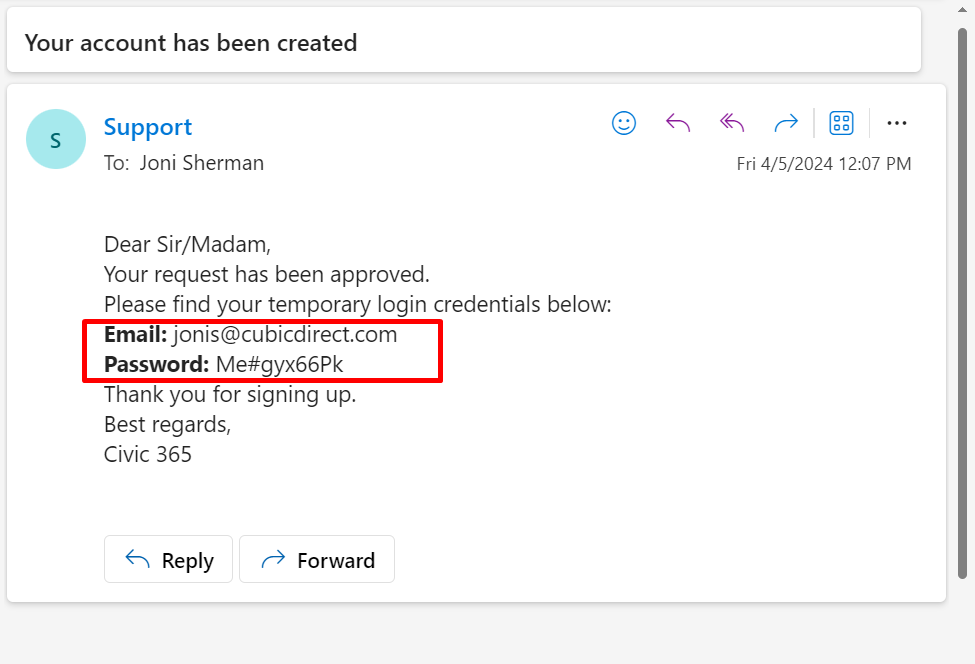 Your account has been created
S
Support
To: Joni Sherman
Fri 4/5/2024 12:07 PM
Dear Sir/Madam,
Your request has been approved.
Please find your temporary login credentials below:
Email: jonis@cubicdirect.com
Password: Me#gyx66Pk
Thank you for signing up.
Best regards,
Civic 365
Reply
Forward